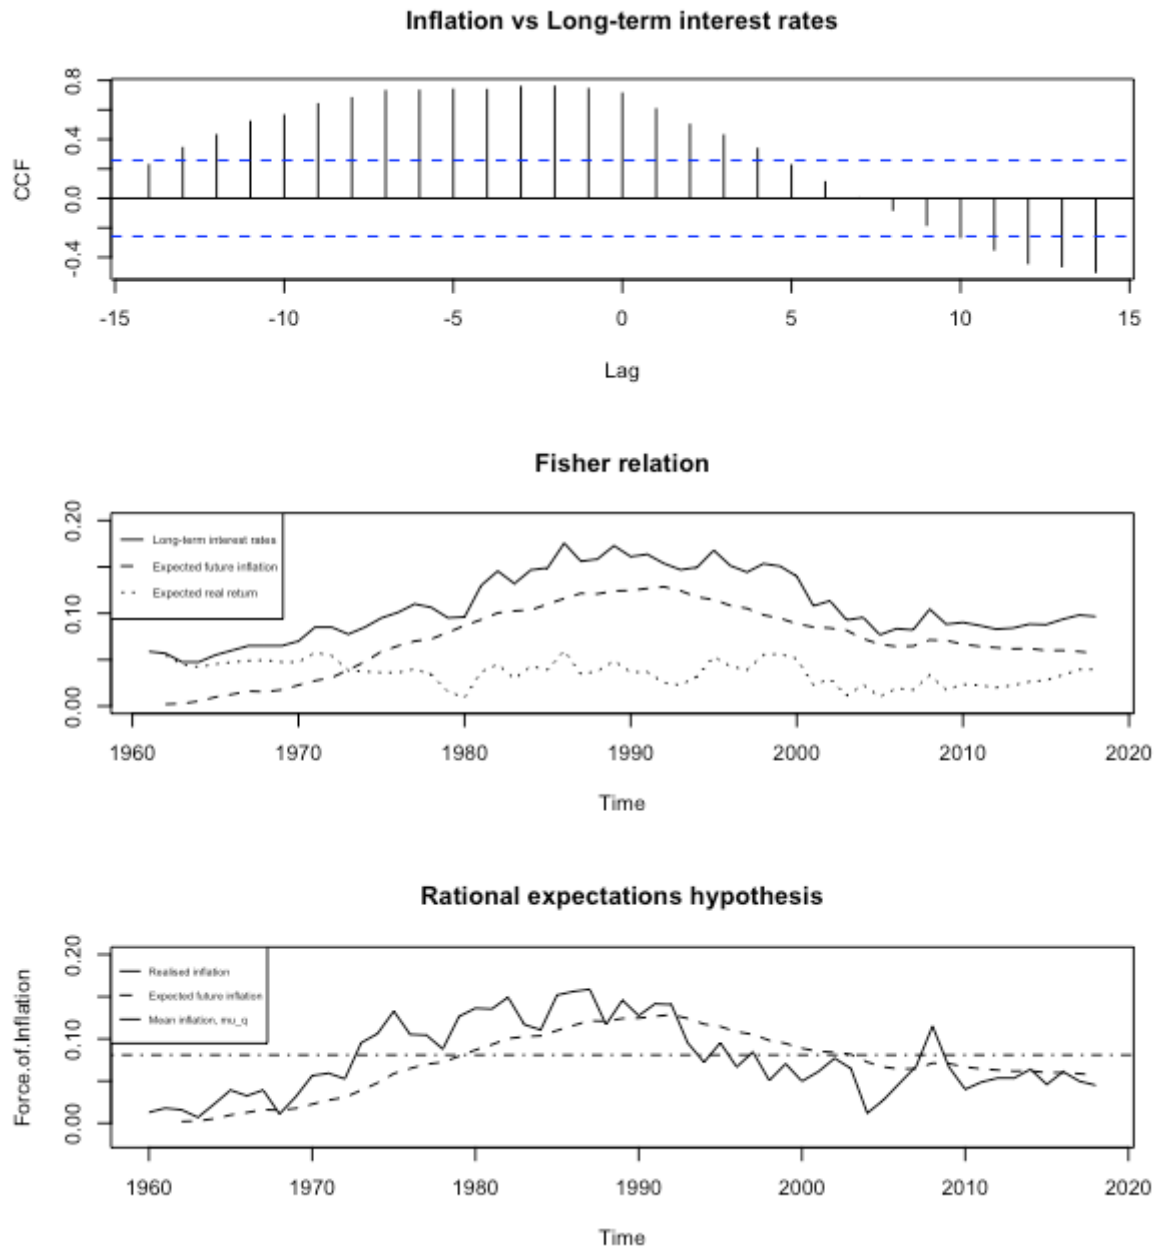 Inflation vs Long-term interest rates
CCF
0.8
0.4
0.0
-0.4
-15 -10 -5 0 5 10 15
Lag
Fisher relation
0.20
0.10
0.00
Long-term interest rates
Expected future inflation
Expected real return
1960 1970 1980 1990 2000 2010 2020
Time
Rational expectations hypothesis
Force.of.Inflation
0.20
0.10
0.00
Realised inflation
Expected future inflation
Mean inflation, mu_q
1960 1970 1980 1990 2000 2010 2020
Time